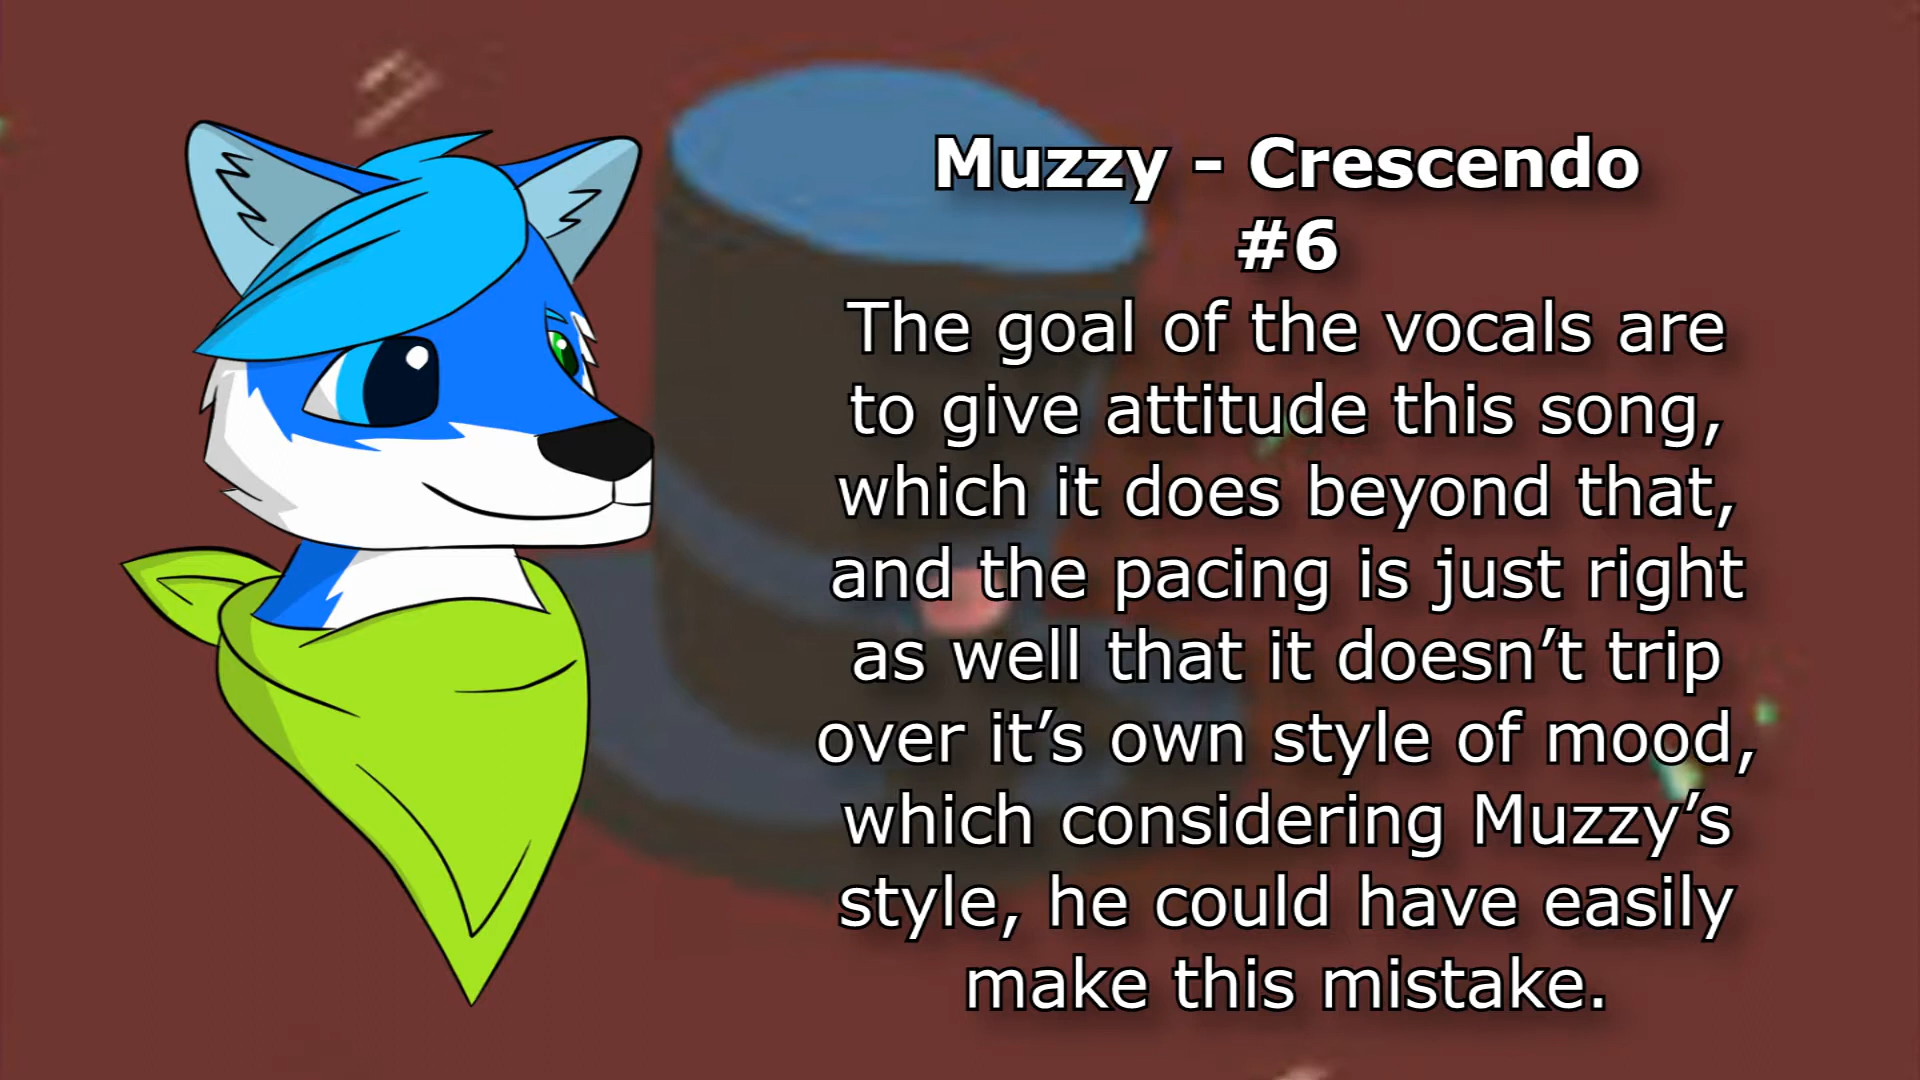 Muzzy - Crescendo
#6
The goal of the vocals are
to give attitude this song,
which it does beyond that,
and the pacing is just right
as well that it doesn’t trip
over it’s own style of mood,
which considering Muzzy’s
style, he could have easily
make this mistake.